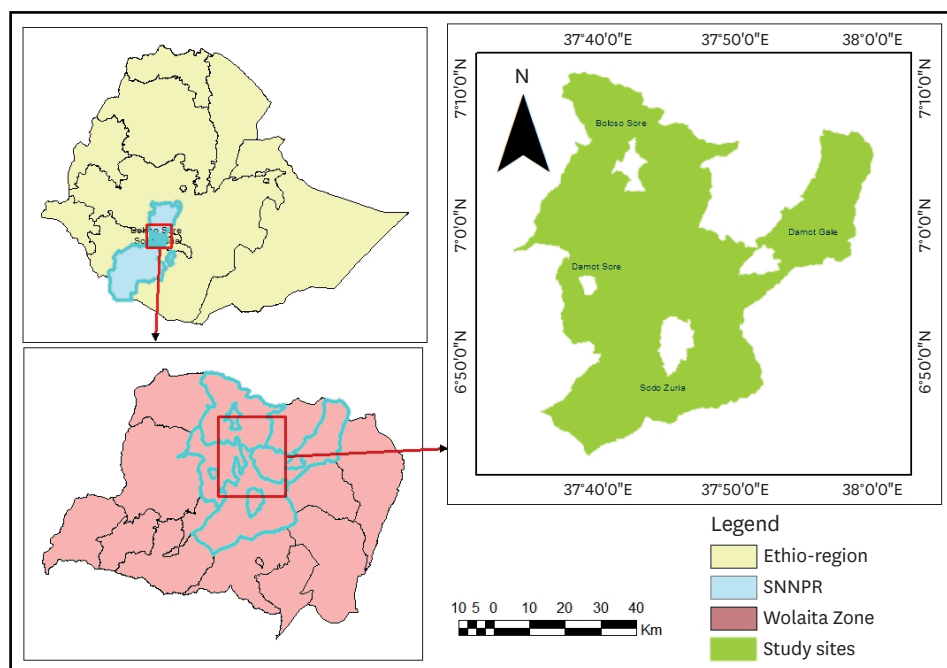 37°40'0"E 37°50'0"E 38°0'0"E
7°10'0"N
7°0'0"N
6°50'0"N
N
Boloso Sore
Damot Gale
Damot Sore
Sodo Zuria
7°10'0"N
7°0'0"N
6°50'0"N
37°40'0"E 37°50'0"E 38°0'0"E
Legend
Ethio-region
SNNPR
Wolaita Zone
Study sites
10 5 0 10 20 30 40
Km